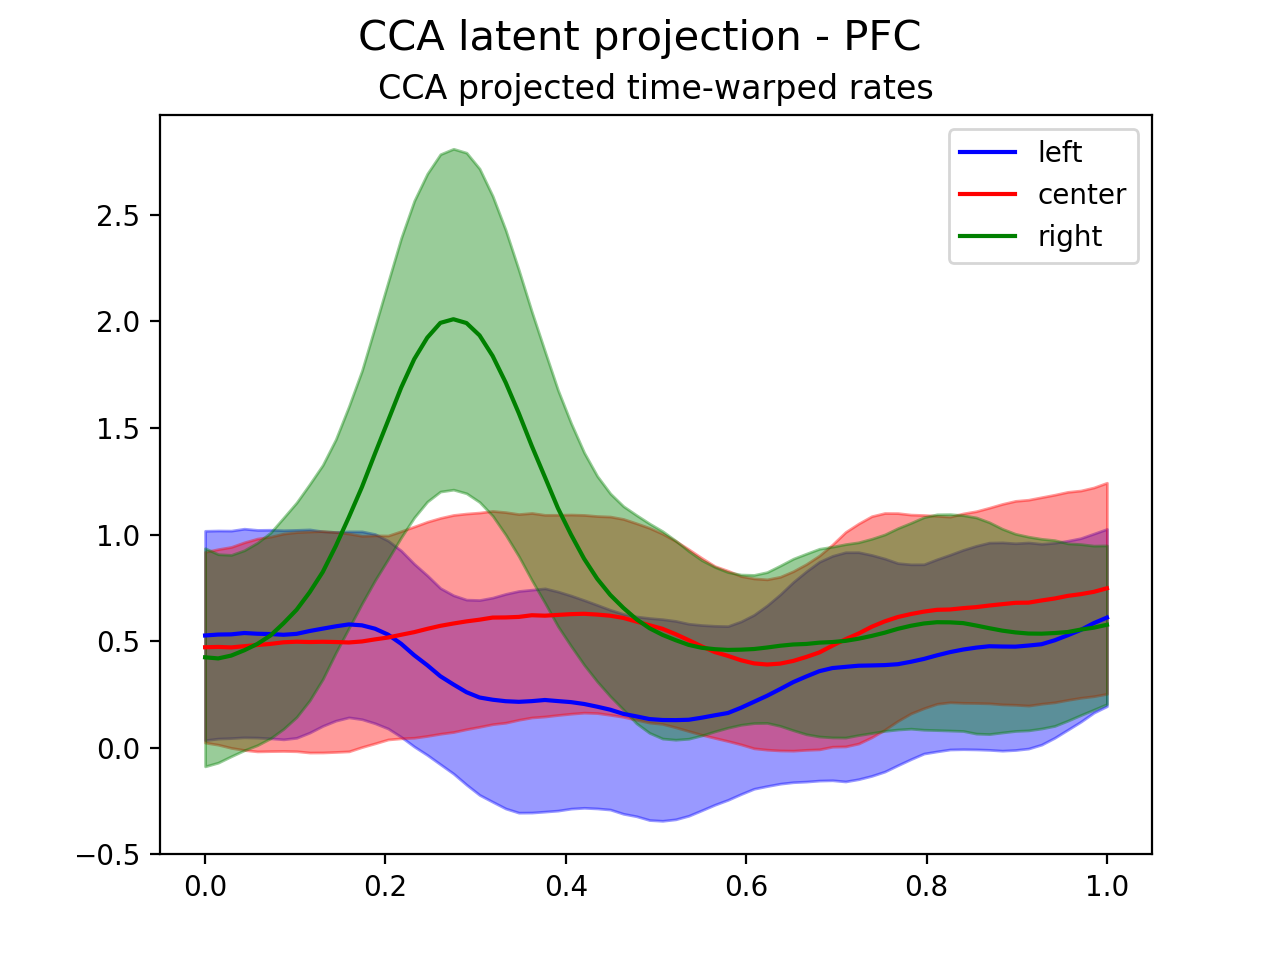 CCA latent projection - PFC
CCA projected time-warped rates
left
center
right
2.5
2.0
1.5
1.0
0.5
0.0
−0.5
0.0 0.2 0.4 0.6 0.8 1.0